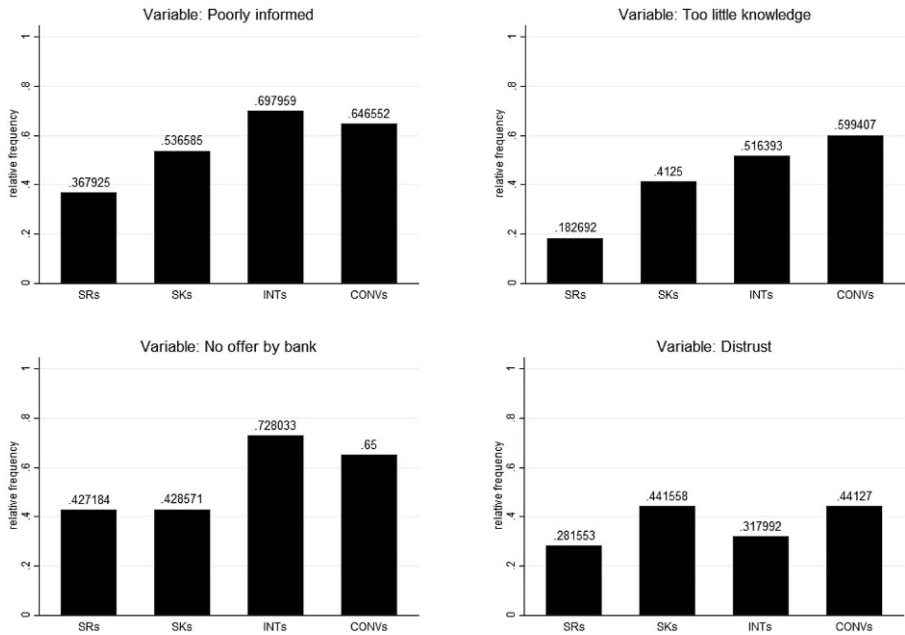 Variable: Poorly informed
relative frequency
0 .2 .4 .6 .8 1
.367925
.536585
.697959
.646552
SRs SKs INTs CONVs
Variable: Too little knowledge
relative frequency
0 .2 .4 .6 .8 1
.182692
.4125
.516393
.599407
SRs SKs INTs CONVs
Variable: No offer by bank
relative frequency
0 .2 .4 .6 .8 1
.427184
.428571
.728033
.65
SRs SKs INTs CONVs
Variable: Distrust
relative frequency
0 .2 .4 .6 .8 1
.281553
.441558
.317992
.44127
SRs SKs INTs CONVs